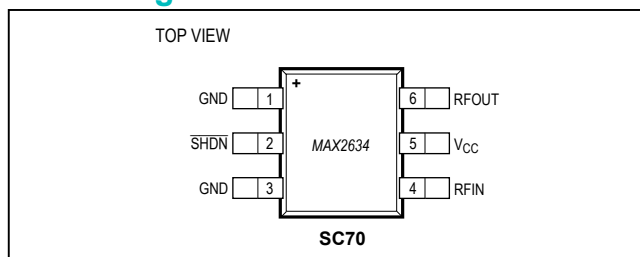 TOP VIEW
+
GND 1
6 RFOUT
SHDN 2
MAX2634
5 VCC
GND 3
4 RFIN
SC70